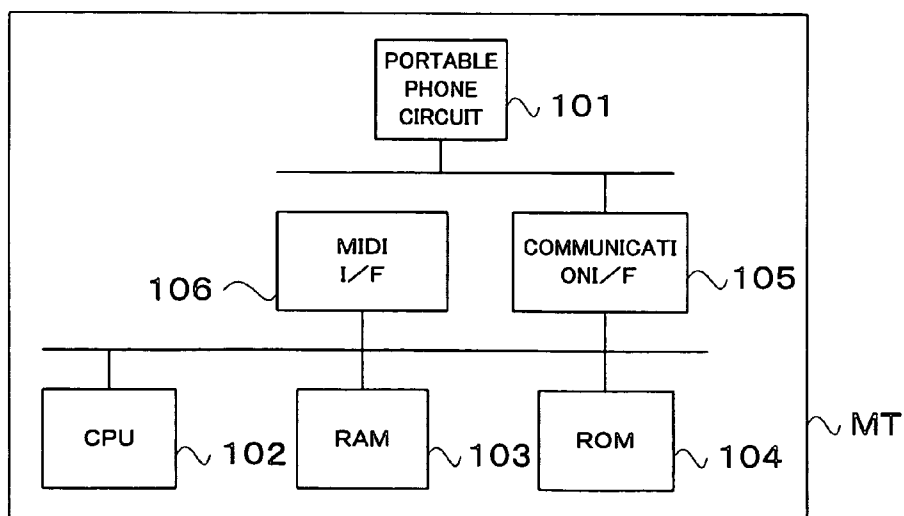 PORTABLE
PHONE
CIRCUIT
101
MIDI
I/F
106
COMMUNICATI
ONI/F
105
CPU
102
RAM
103
ROM
104
MT